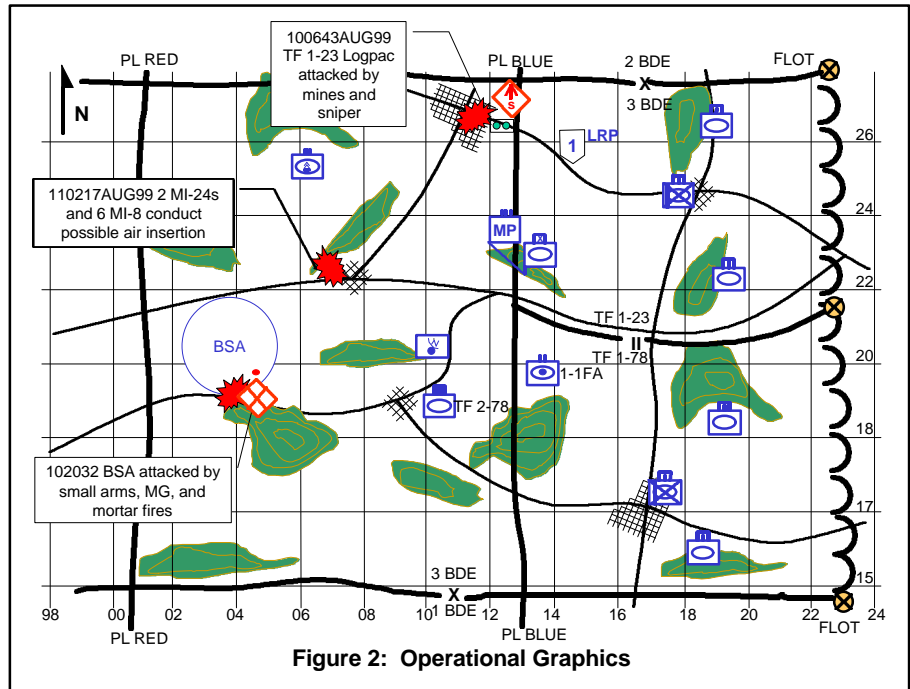 100643AUG99
TF 1-23 Logpac
attacked by
mines and
sniper
PL RED
PL BLUE
2 BDE
X
3 BDE
FLOT
N
S
1
LRP
26
110217AUG99 2 MI-24s
and 6 MI-8 conduct
possible air insertion
24
MP
22
TF 1-23
II
TF 1-78
BSA
20
1-1FA
TF 2-78
18
102032 BSA attacked by
small arms, MG, and
mortar fires
17
15
3 BDE
X
1 BDE
98
00
02
04
06
08
10
12
14
16
18
20
22
24
PL RED
PL BLUE
FLOT
Figure 2: Operational Graphics